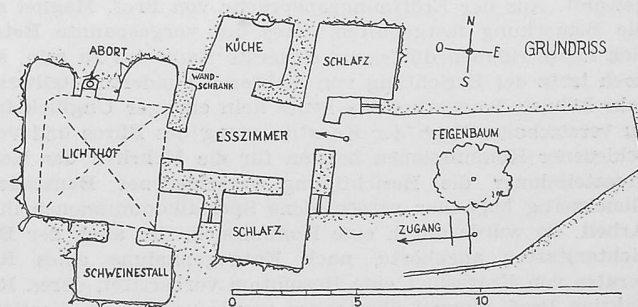 KÜCHE
SCHLAFZ.
N
O E
S
GRUNDRISS
ABORT
WAND-
SCHRANK
LICHTHOF
ESSZIMMER
FEIGENBAUM
SCHLAFZ.
ZUGANG
SCHWEINESTALL
0 5 10